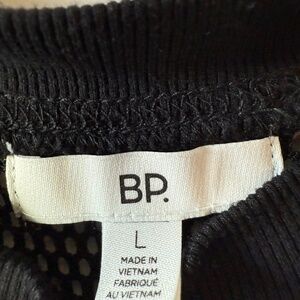 BP.
L
MADE IN
VIETNAM
FABRIQUÉ
AU VIETNAM